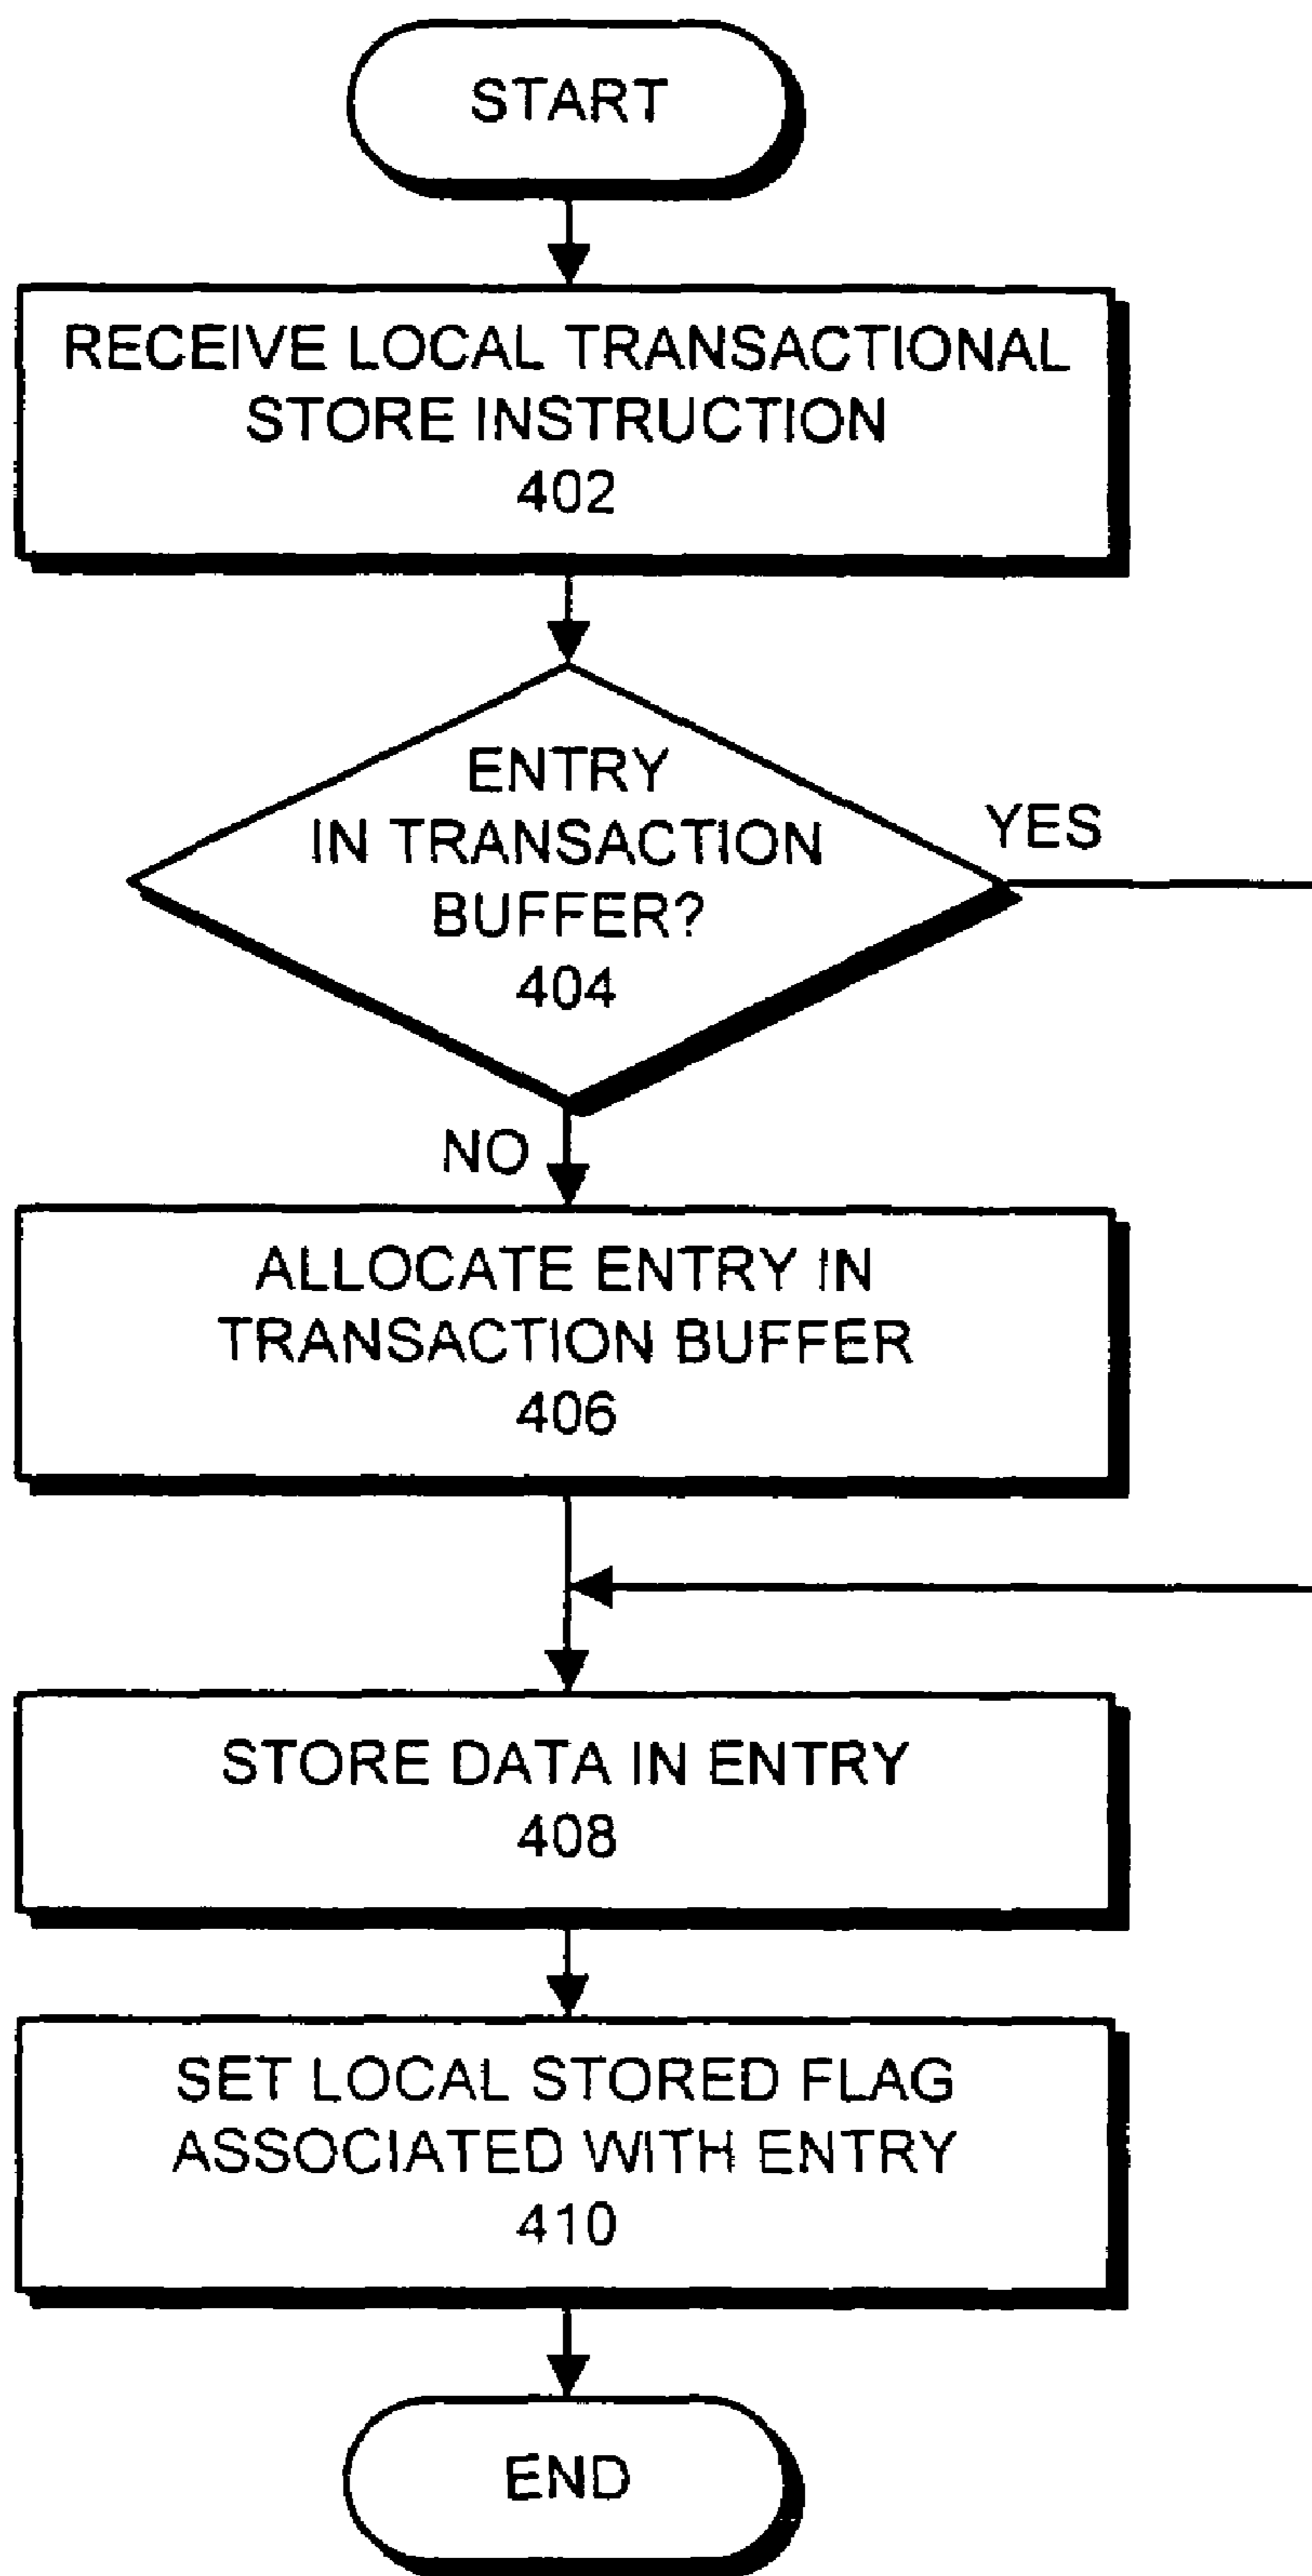 START
RECEIVE LOCAL TRANSACTIONAL
STORE INSTRUCTION
402
ENTRY
IN TRANSACTION
BUFFER?
404
YES
NO
ALLOCATE ENTRY IN
TRANSACTION BUFFER
406
STORE DATA IN ENTRY
408
SET LOCAL STORED FLAG
ASSOCIATED WITH ENTRY
410
END